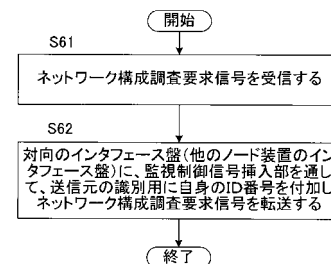 開始
S61
ネットワーク構成調査要求信号を受信する
S62
対向のインタフェース盤(他のノード装置のイン
タフェース盤)に、監視制御信号挿入部を通し
て、送信元の識別用に自身のID番号を付加し
ネットワーク構成調査要求信号を転送する
終了